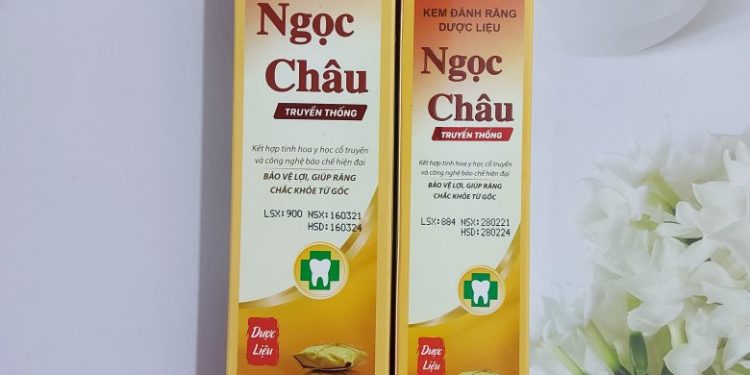 Ngọc
Châu
TRUYỀN THỐNG
Kết hợp tinh hoa y học cổ truyền
và công nghệ bào chế hiện đại
BẢO VỆ LỢI, GIÚP RĂNG
CHẮC KHỎE TỪ GỐC
LSX:900 NSX:160321
HSD:160324
Dược
Liệu
KEM ĐÁNH RĂNG
DƯỢC LIỆU
Ngọc
Châu
TRUYỀN THỐNG
Kết hợp tinh hoa y học cổ truyền
và công nghệ bào chế hiện đại
BẢO VỆ LỢI, GIÚP RĂNG
CHẮC KHỎE TỪ GỐC
LSX:884 NSX:280221
HSD:280224
Dược
Liệu